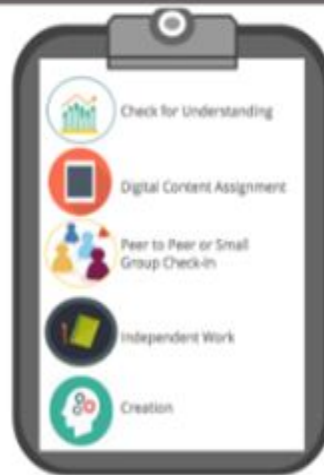 Check for Understanding
Digital Content Assignment
Peer to Peer or Small
Group Check-in
Independent Work
Creation